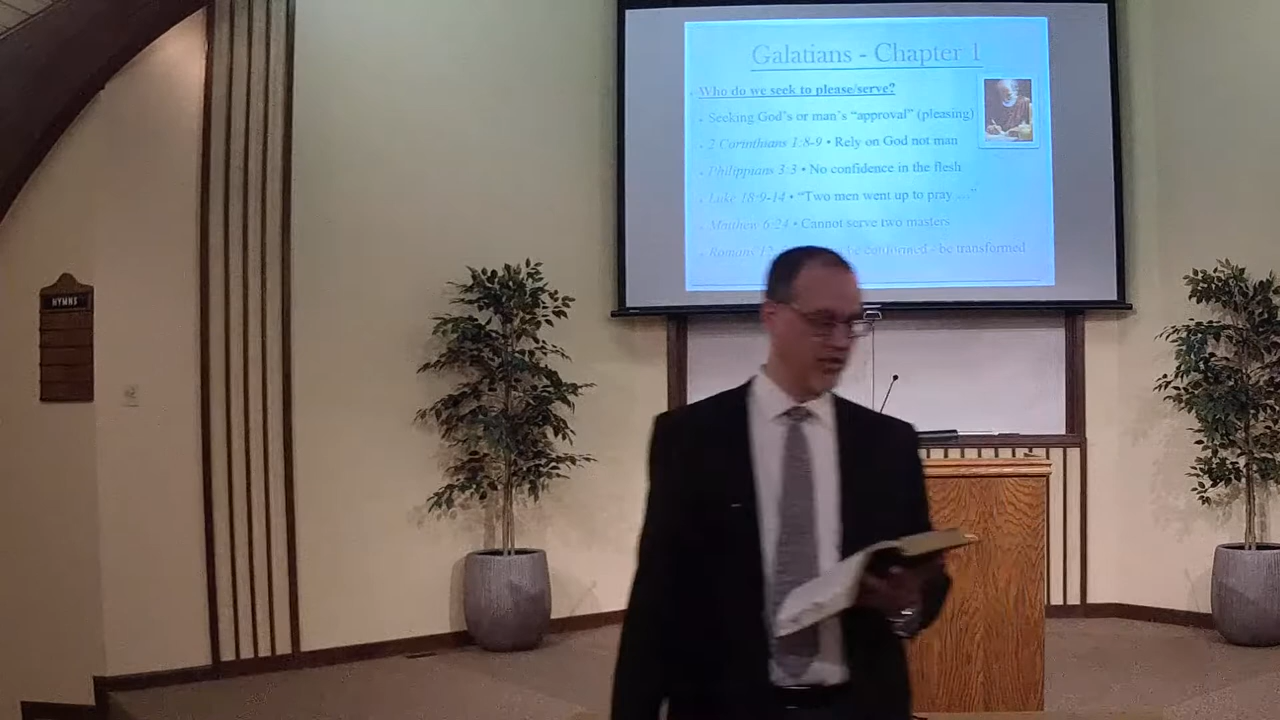 Galatians - Chapter 1
Who do we seek to please/serve?
Seeking God's or man's "approval" (pleasing)
2 Corinthians 1:8-9 • Rely on God not man
Philippians 3:3 • No confidence in the flesh
Luke 18:9-14 • "Two men went up to pray …"
Matthew 6:24 • Cannot serve two masters
Romans be conformed - be transformed
HYMNS